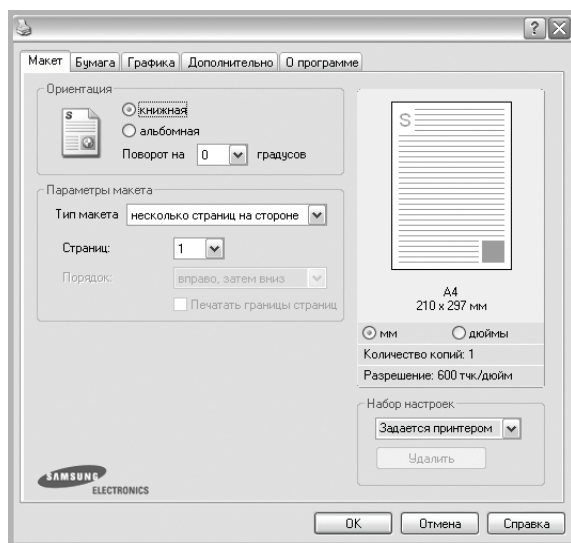 Макет Бумага Графика Дополнительно О программе
Ориентация
S
книжная
альбомная
Поворот на 0 градусов
Параметры макета
Тип макета несколько страниц на стороне
Страниц: 1
Порядок: вправо, затем вниз
Печатать границы страниц
S
A4
210 x 297 мм
мм дюймы
Количество копий: 1
Разрешение: 600 тчк/дюйм
Набор настроек
Задается принтером
Удалить
SAMSUNG
ELECTRONICS
OK Отмена Справка